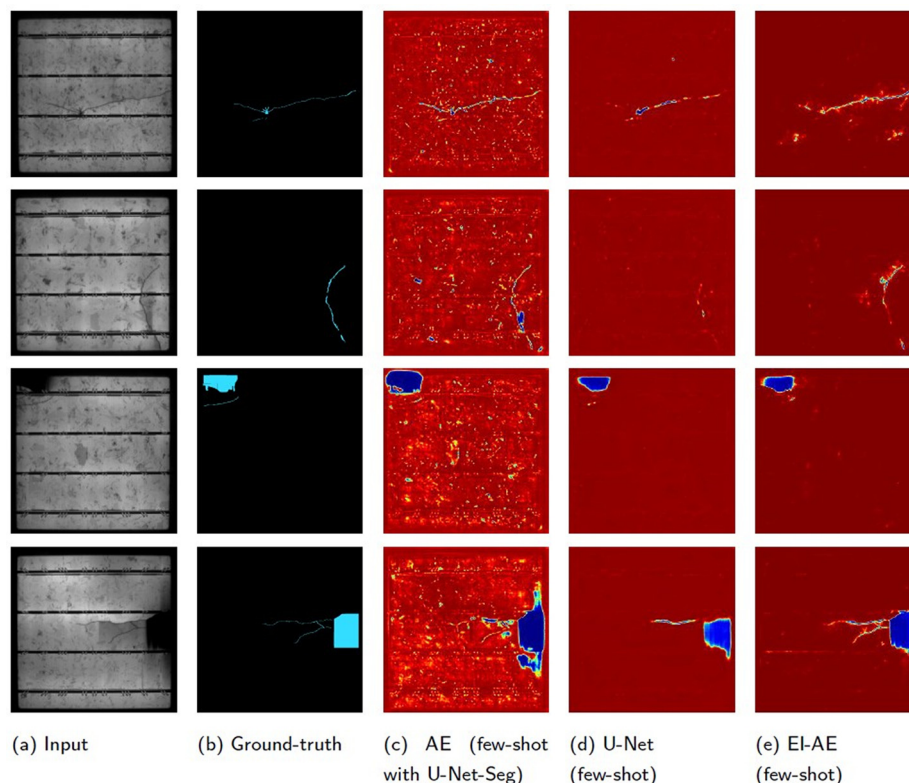 (a) Input
(b) Ground-truth
(c) AE (few-shot
with U-Net-Seg)
(d) U-Net
(few-shot)
(e) EI-AE
(few-shot)